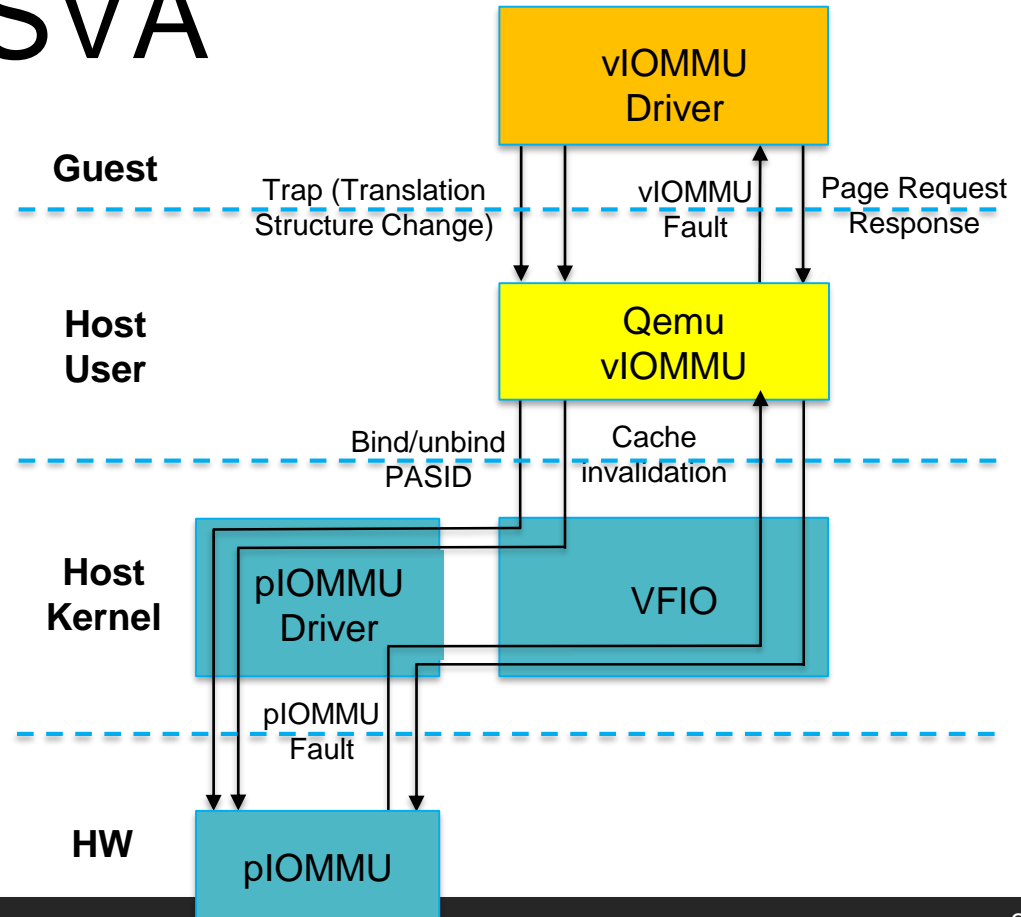 SVA
vIOMMU
Driver
Guest
Trap (Translation
Structure Change)
vIOMMU
Fault
Page Request
Response
Host
User
Qemu
vIOMMU
Bind/unbind
PASID
Cache
invalidation
Host
Kernel
pIOMMU
Driver
VFIO
pIOMMU
Fault
HW
pIOMMU